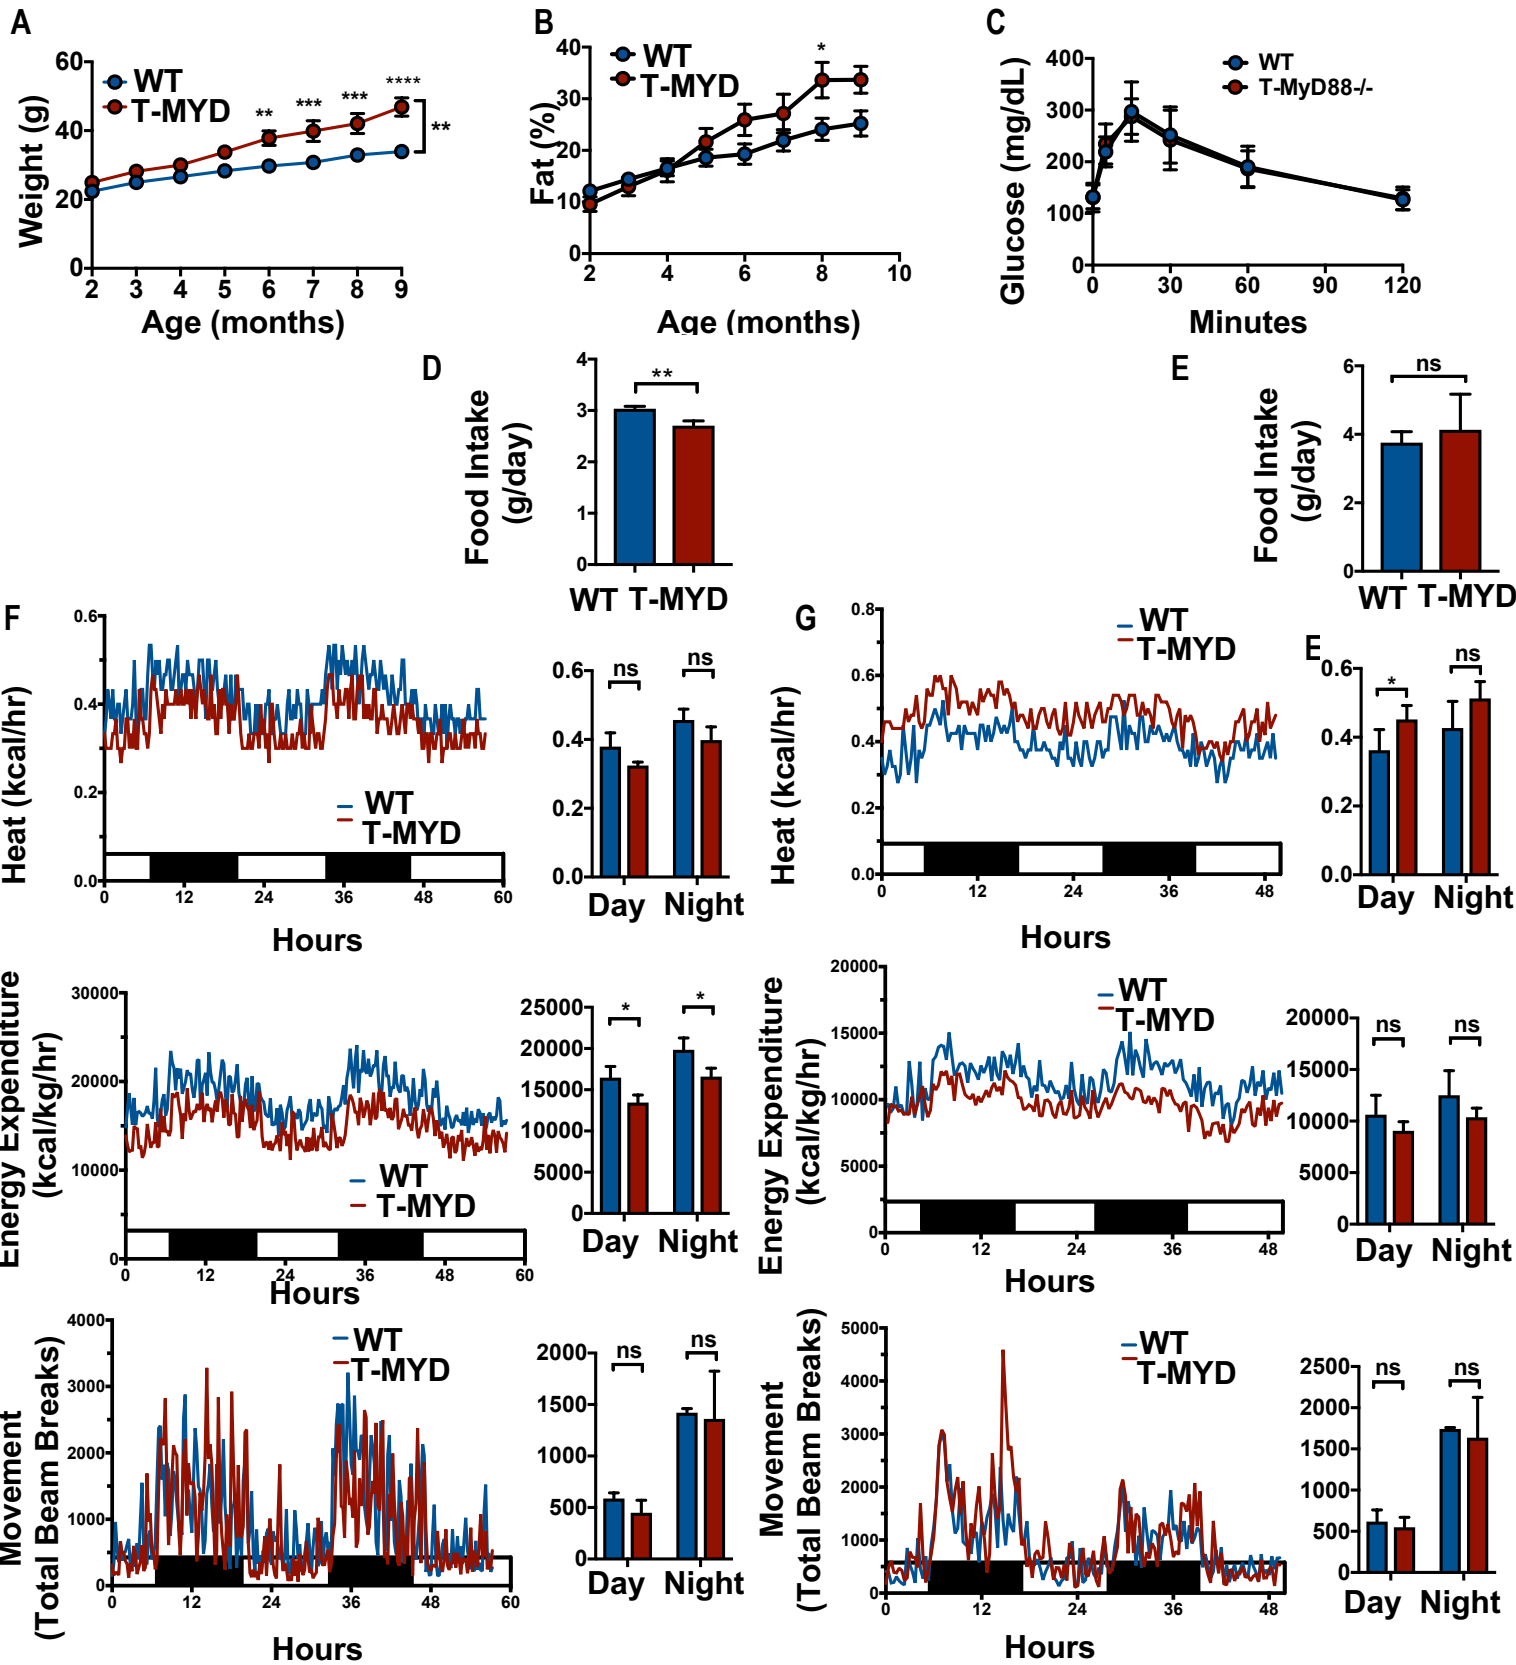 A
B
C
60
40
20
0
Weight (g)
WT
T-MYD
**
***
***
****
**
2 3 4 5 6 7 8 9
Age (months)
40
30
20
10
0
Fat (%)
WT
T-MYD
*
2 4 6 8 10
Age (months)
400
300
200
100
0
Glucose (mg/dL)
WT
T-MyD88-/-
0 30 60 90 120
Minutes
D
Food Intake
(g/day)
4
3
2
1
0
**
WT T-MYD
E
Food Intake
(g/day)
6
4
2
0
ns
WT T-MYD
F
Heat (kcal/hr)
0.6
0.4
0.2
0.0
WT
T-MYD
0 12 24 36 48 60
Hours
0.6
0.4
0.2
0.0
ns
ns
Day Night
G
Heat (kcal/hr)
0.8
0.6
0.4
0.2
0.0
WT
T-MYD
0 12 24 36 48
Hours
E
0.6
0.4
0.2
0.0
*
ns
Day Night
Energy Expenditure
(kcal/kg/hr)
30000
20000
10000
0
WT
T-MYD
0 12 24 36 48 60
Hours
25000
20000
15000
10000
5000
0
*
*
Day Night
Energy Expenditure
(kcal/kg/hr)
20000
15000
10000
5000
0
WT
T-MYD
0 12 24 36 48
Hours
20000
15000
10000
5000
0
ns
ns
Day Night
Movement
(Total Beam Breaks)
4000
3000
2000
1000
0
WT
T-MYD
0 12 24 36 48 60
Hours
2000
1500
1000
500
0
ns
ns
Day Night
Movement
(Total Beam Breaks)
5000
4000
3000
2000
1000
0
WT
T-MYD
0 12 24 36 48
Hours
2500
2000
1500
1000
500
0
ns
ns
Day Night